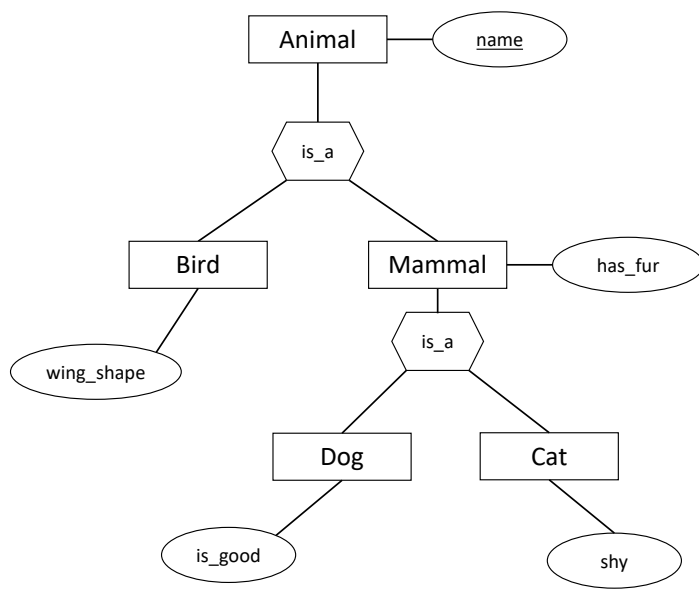 Animal
name
is_a
Bird
Mammal
has_fur
is_a
wing_shape
Dog
Cat
is_good
shy